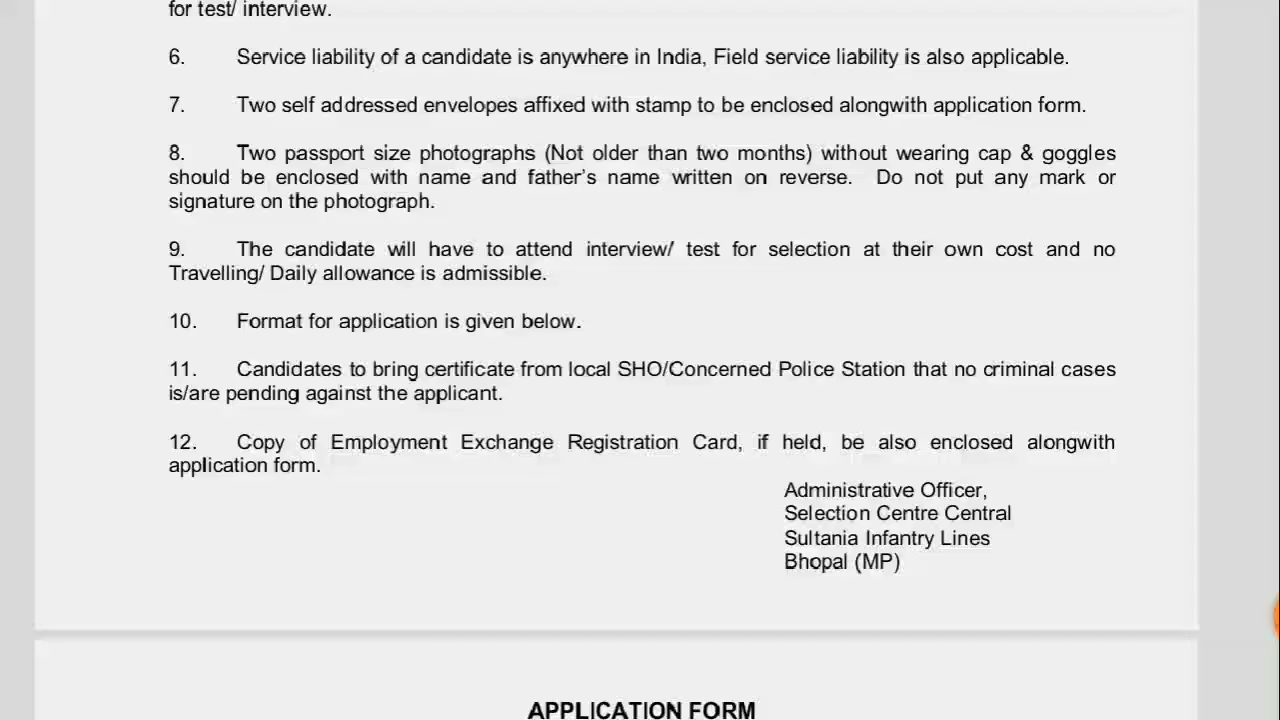 for test/ interview.
6. Service liability of a candidate is anywhere in India, Field service liability is also applicable.
7. Two self addressed envelopes affixed with stamp to be enclosed alongwith application form.
8. Two passport size photographs (Not older than two months) without wearing cap & goggles
should be enclosed with name and father's name written on reverse. Do not put any mark or
signature on the photograph.
9. The candidate will have to attend interview/ test for selection at their own cost and no
Travelling/ Daily allowance is admissible.
10. Format for application is given below.
11. Candidates to bring certificate from local SHO/Concerned Police Station that no criminal cases
is/are pending against the applicant.
12. Copy of Employment Exchange Registration Card, if held, be also enclosed alongwith
application form.
Administrative Officer,
Selection Centre Central
Sultania Infantry Lines
Bhopal (MP)
APPLICATION FORM